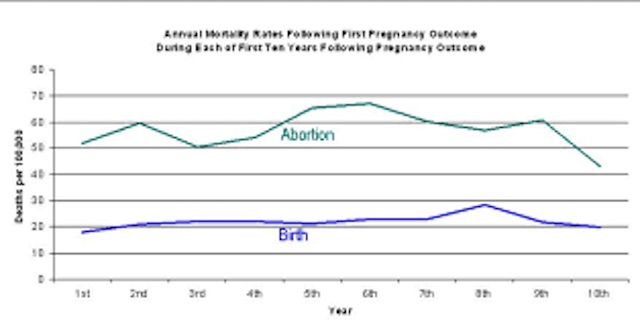 Annual Mortality Rates Following First Pregnancy Outcome
During Each of First Ten Years Following Pregnancy Outcome
Deaths per 100,000
80
70
60
50
40
30
20
10
0
Abortion
Birth
1st 2nd 3rd 4th 5th 6th 7th 8th 9th 10th
Year